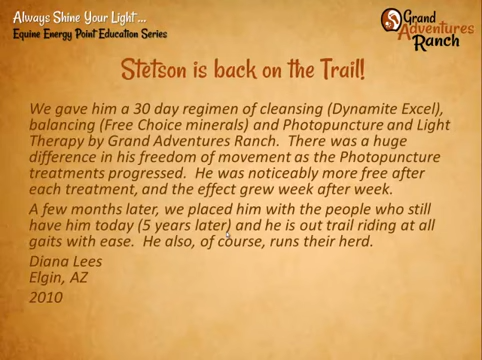 Always Shine Your Light...
Equine Energy Point Education Series
Grand
Adventures
Ranch
Stetson is back on the Trail!
We gave him a 30 day regimen of cleansing (Dynamite Excel),
balancing (Free Choice minerals) and Photopuncture and Light
Therapy by Grand Adventures Ranch.  There was a huge
difference in his freedom of movement as the Photopuncture
treatments progressed.  He was noticeably more free after
each treatment, and the effect grew week after week.
A few months later, we placed him with the people who still
have him today (5 years later) and he is out trail riding at all
gaits with ease.  He also, of course, runs their herd.
Diana Lees
Elgin, AZ
2010